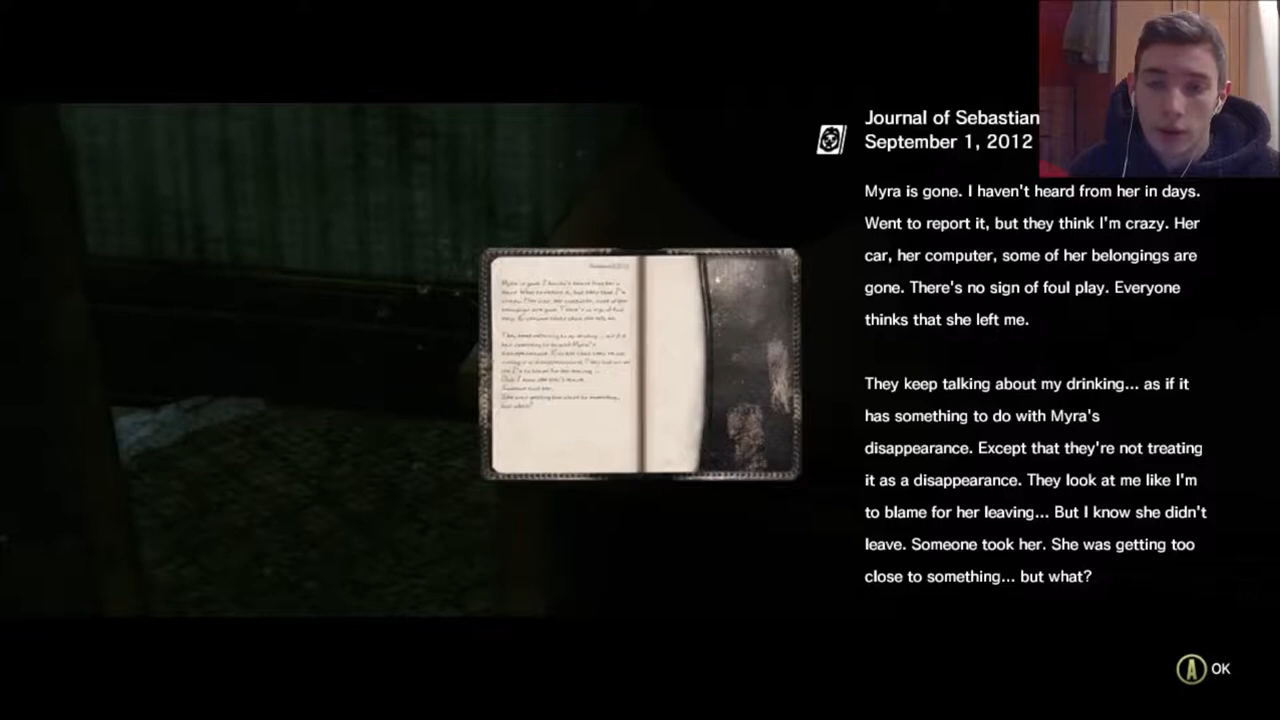 Journal of Sebastian
September 1, 2012
Myra is gone. I haven't heard from her in days.
Went to report it, but they think I'm crazy. Her
car, her computer, some of her belongings are
gone. There's no sign of foul play. Everyone
thinks that she left me.
They keep talking about my drinking... as if it
has something to do with Myra's
disappearance. Except that they're not treating
it as a disappearance. They look at me like I'm
to blame for her leaving... But I know she didn't
leave. Someone took her. She was getting too
close to something... but what?
A OK